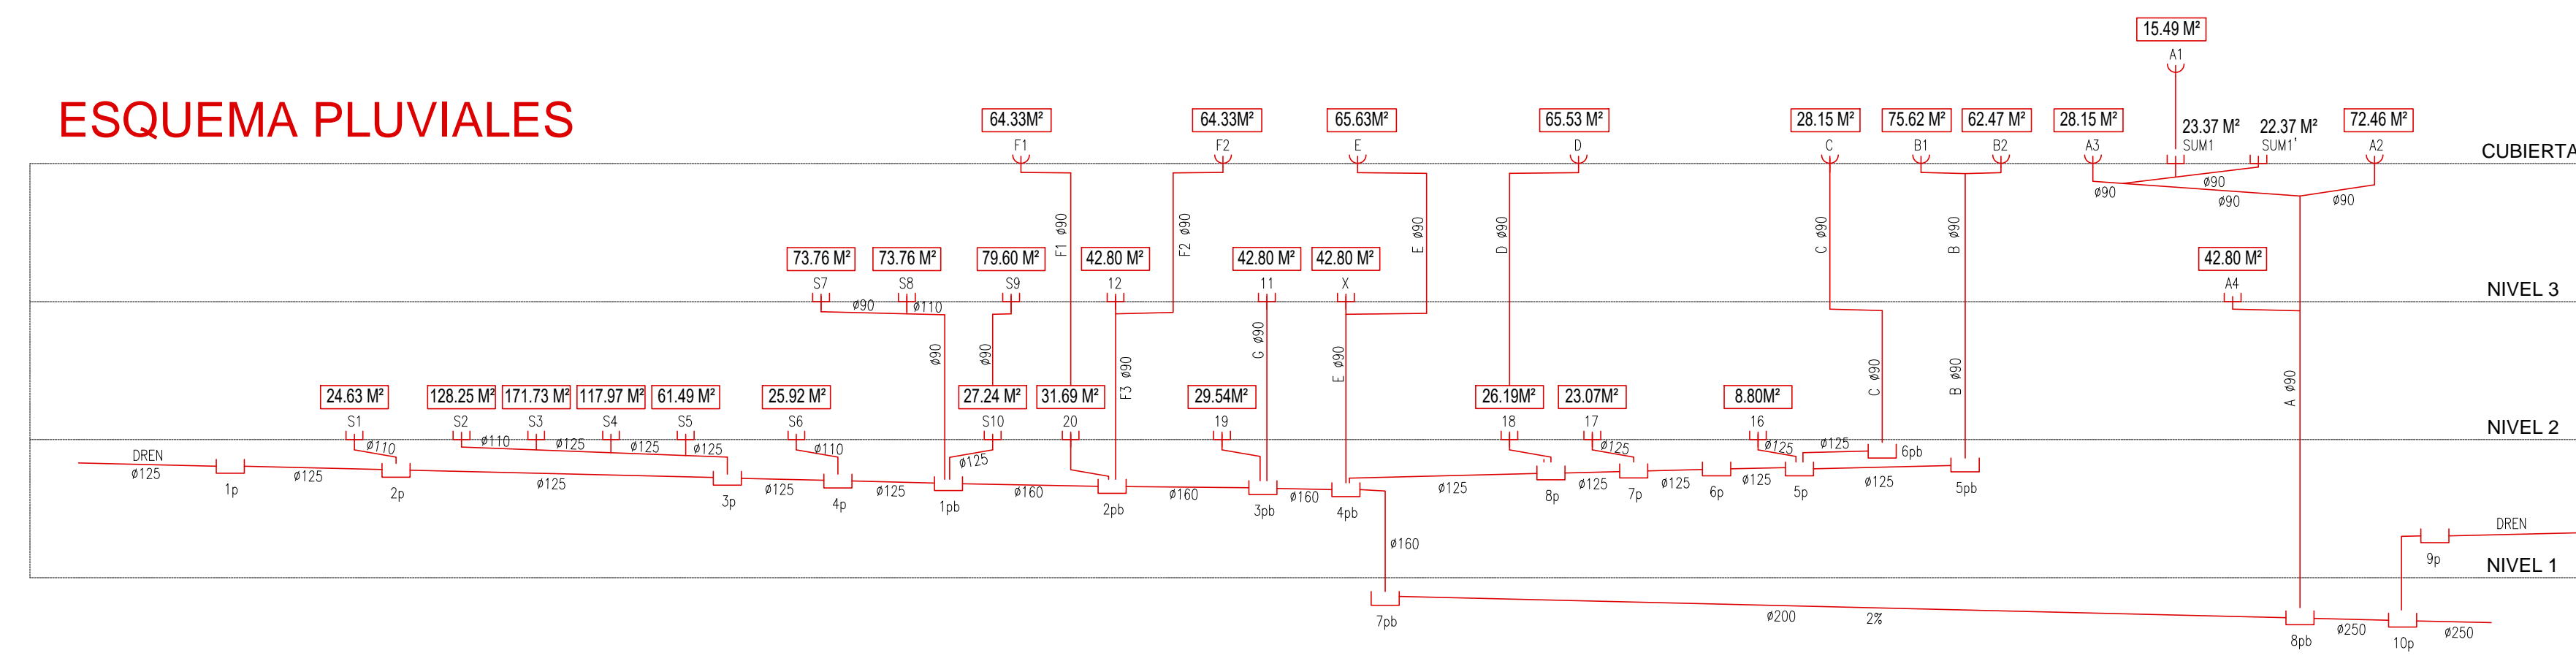 15.49 M²
A1
ESQUEMA PLUVIALES
64.33M²
64.33M²
65.63M²
65.53 M²
28.15 M²
75.62 M²
62.47 M²
28.15 M²
23.37 M²
22.37 M²
72.46 M²
F1
F2
E
D
C
B1
B2
A3
SUM1
SUM1'
A2
CUBIERTA
ø90
ø90
ø90
ø90
F1 ø90
F2 ø90
E ø90
D ø90
C ø90
B ø90
73.76 M²
73.76 M²
79.60 M²
42.80 M²
42.80 M²
42.80 M²
42.80 M²
S7
S8
S9
12
11
X
A4
NIVEL 3
ø90
ø110
ø90
ø90
F3 ø90
G ø90
E ø90
C ø90
B ø90
A ø90
24.63 M²
128.25 M²
171.73 M²
117.97 M²
61.49 M²
25.92 M²
27.24 M²
31.69 M²
29.54M²
26.19M²
23.07M²
8.80M²
S1
S2
S3
S4
S5
S6
S10
20
19
18
17
16
NIVEL 2
ø110
ø110
ø125
ø125
ø125
ø110
ø125
ø125
ø125
ø125
6pb
DREN
ø125
1p
ø125
2p
ø125
3p
ø125
4p
ø125
1pb
ø160
2pb
ø160
3pb
ø160
4pb
ø125
8p
ø125
7p
ø125
6p
ø125
5p
ø125
5pb
DREN
ø160
9p
NIVEL 1
7pb
ø200
2%
8pb
ø250
10p
ø250